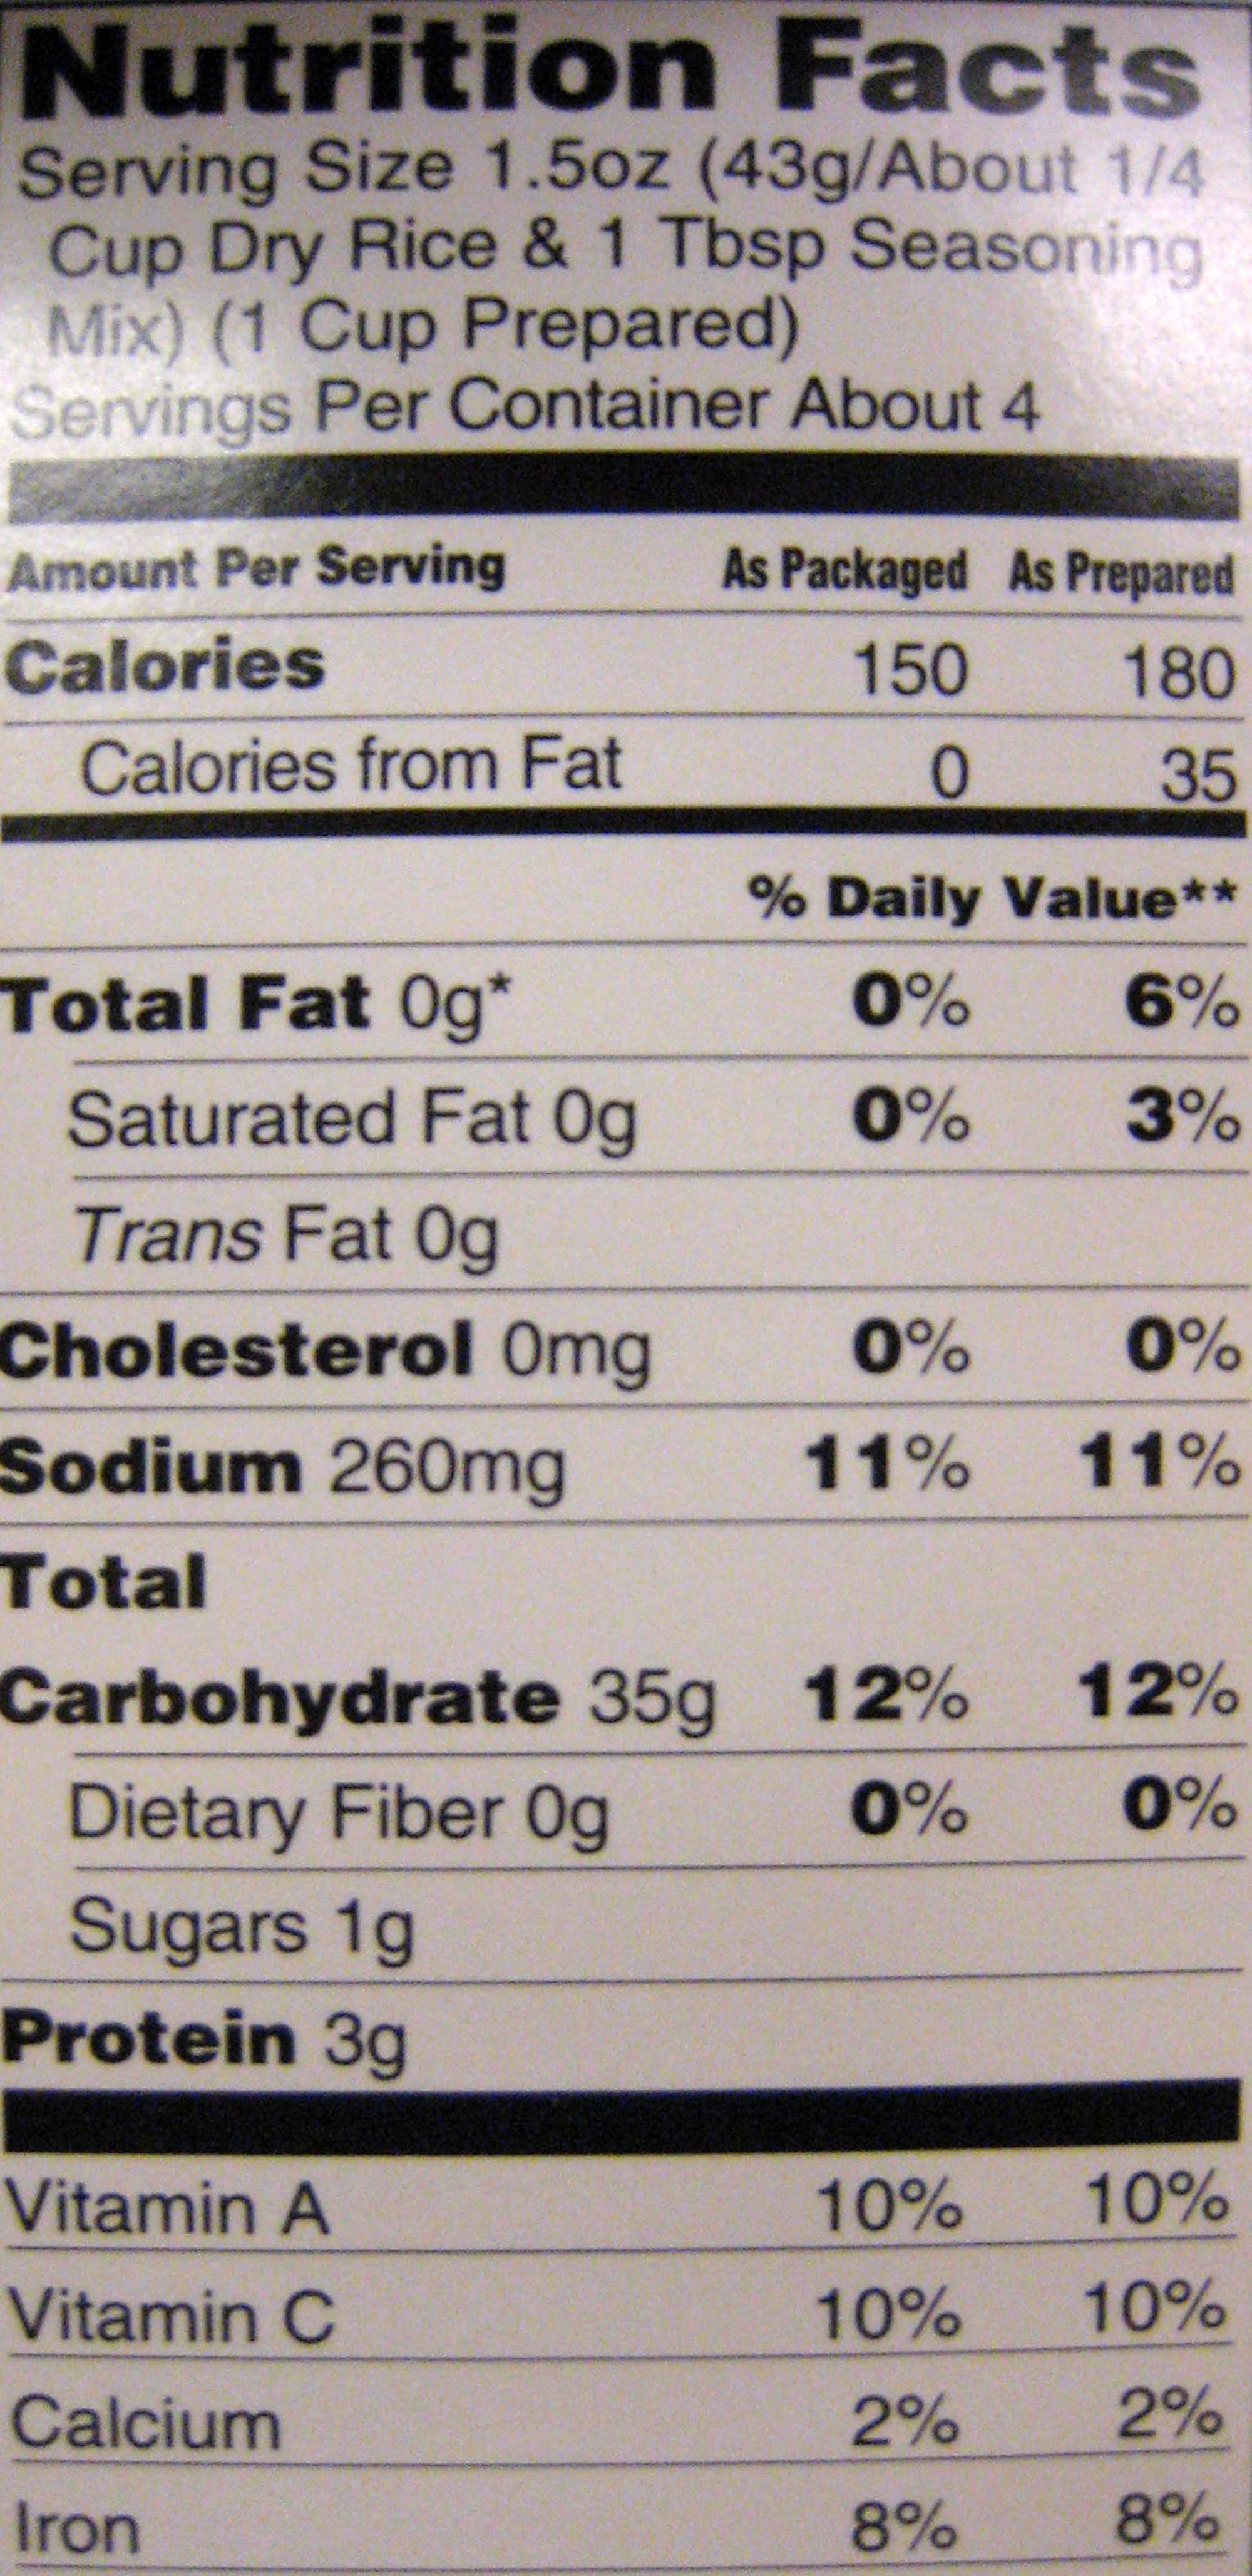 Nutrition Facts
Serving Size 1.5oz (43g/About 1/4
Cup Dry Rice & 1 Tbsp Seasoning
Mix) (1 Cup Prepared)
Servings Per Container About 4
Amount Per Serving As Packaged As Prepared
Calories 150 180
Calories from Fat 0 35
% Daily Value**
Total Fat 0g* 0% 6%
Saturated Fat 0g 0% 3%
Trans Fat 0g
Cholesterol 0mg 0% 0%
Sodium 260mg 11% 11%
Total
Carbohydrate 35g 12% 12%
Dietary Fiber 0g 0% 0%
Sugars 1g
Protein 3g
Vitamin A 10% 10%
Vitamin C 10% 10%
Calcium 2% 2%
Iron 8% 8%